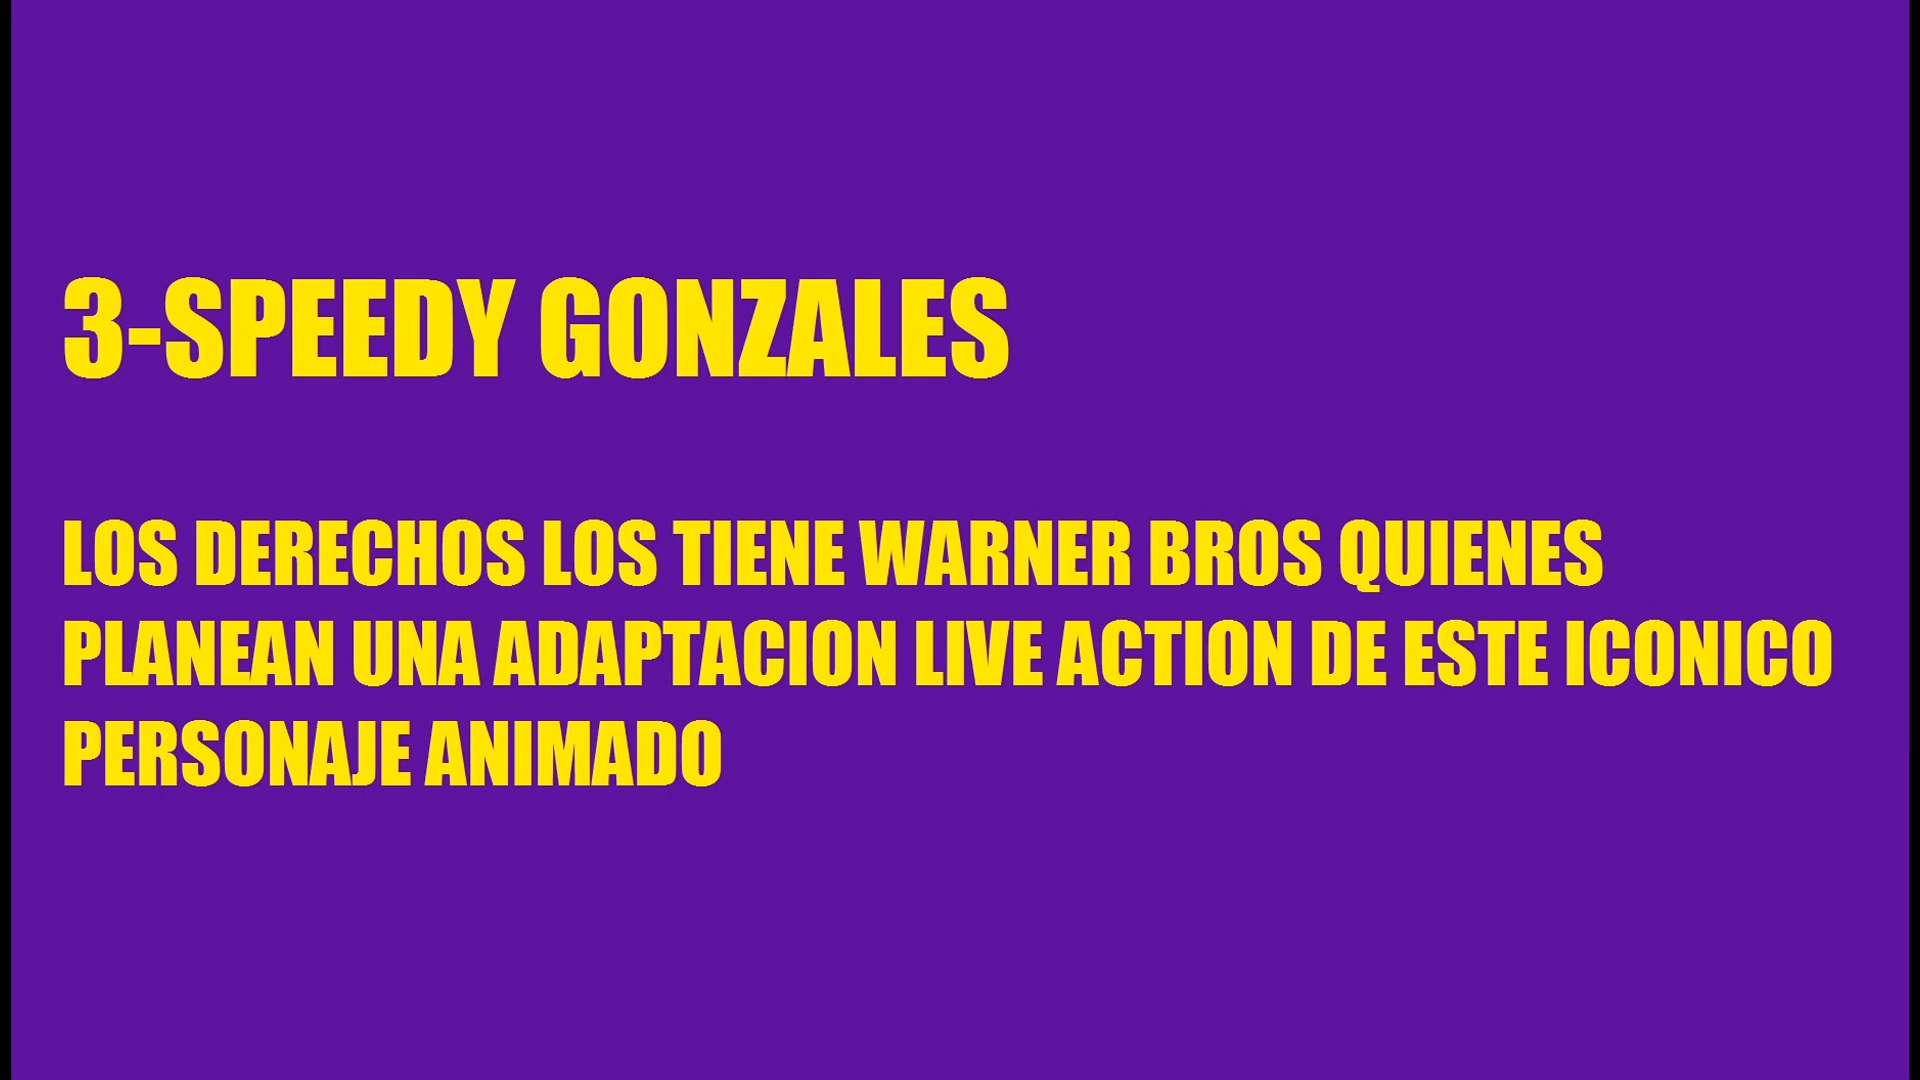 3-SPEEDY GONZALES
LOS DERECHOS LOS TIENE WARNER BROS QUIENES
PLANEAN UNA ADAPTACION LIVE ACTION DE ESTE ICONICO
PERSONAJE ANIMADO